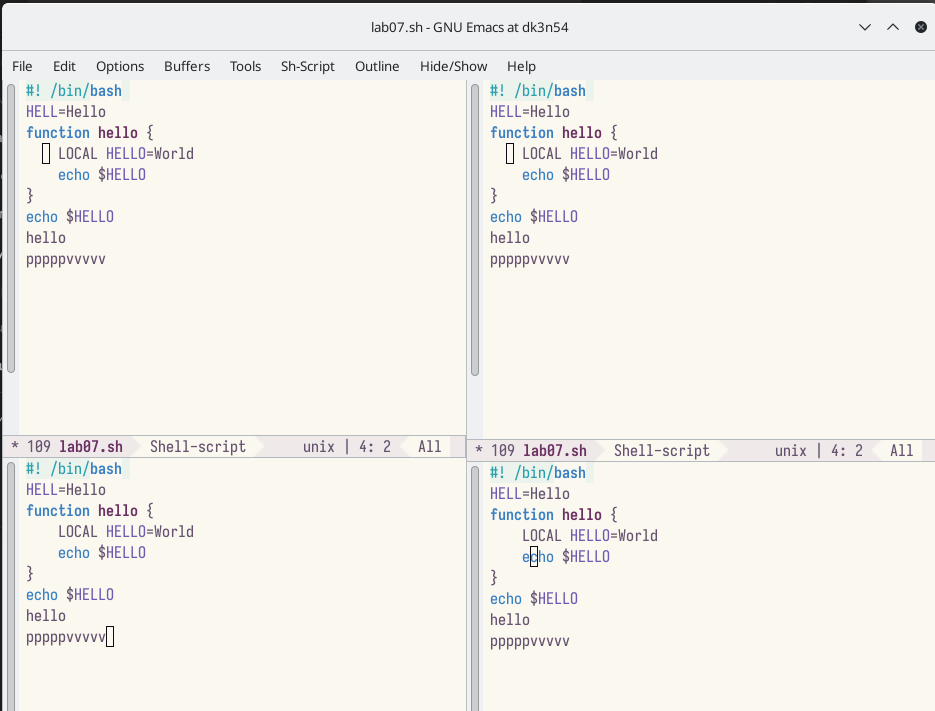 lab07.sh - GNU Emacs at dk3n54
File Edit Options Buffers Tools Sh-Script Outline Hide/Show Help
#! /bin/bash
HELL=Hello
function hello {
    LOCAL HELLO=World
    echo $HELLO
}
echo $HELLO
hello
pppppvvvvv
* 109 lab07.sh Shell-script unix | 4: 2 All
#! /bin/bash
HELL=Hello
function hello {
    LOCAL HELLO=World
    echo $HELLO
}
echo $HELLO
hello
pppppvvvvv
* 109 lab07.sh Shell-script unix | 4: 2 All
#! /bin/bash
HELL=Hello
function hello {
    LOCAL HELLO=World
    echo $HELLO
}
echo $HELLO
hello
pppppvvvvv
#! /bin/bash
HELL=Hello
function hello {
    LOCAL HELLO=World
    echo $HELLO
}
echo $HELLO
hello
pppppvvvvv